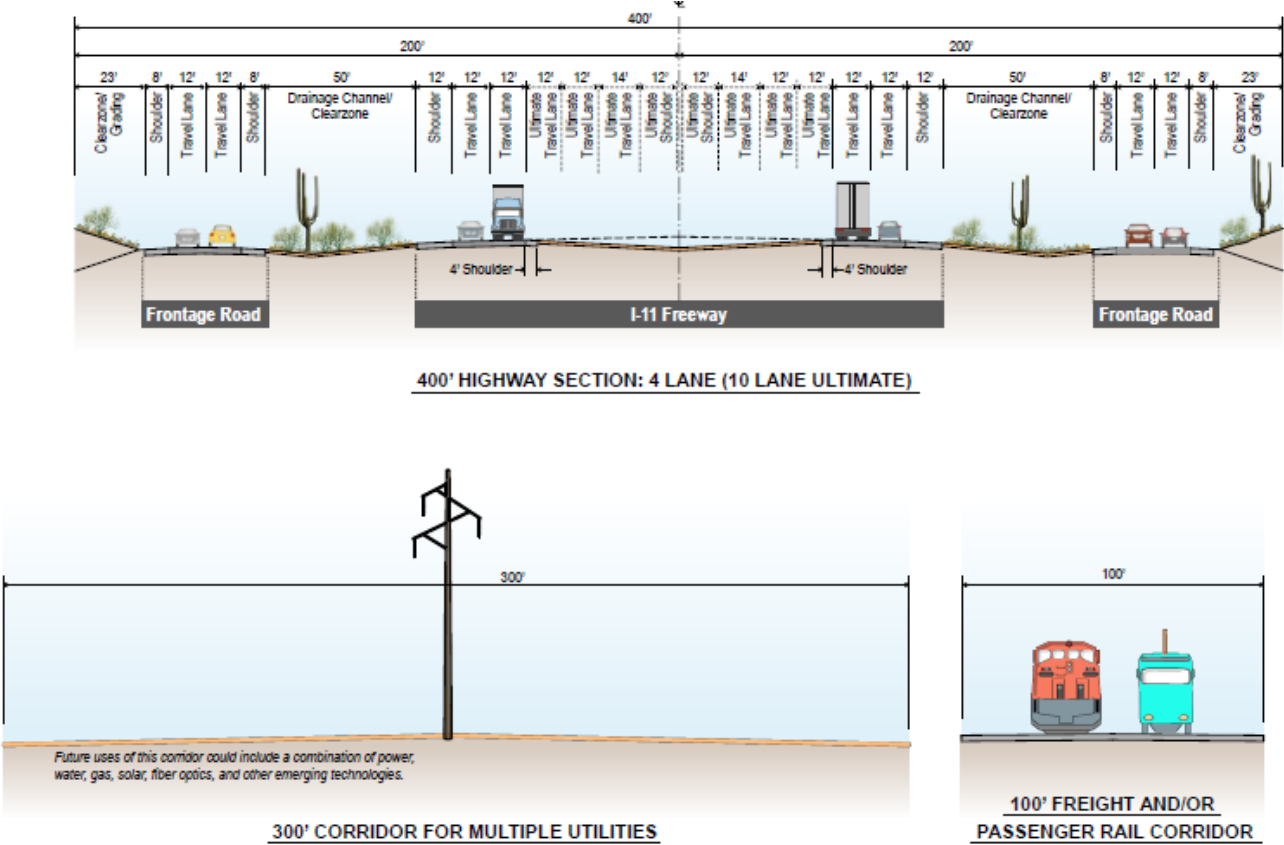 400'
200'
200'
23' 8' 12' 12' 8' 50' 12' 12' 12' 12' 12' 14' 12' 12' 14' 12' 12' 12' 12' 12' 50' 8' 12' 12' 8' 23'
Clearzone/
Grading
Shoulder
Travel Lane
Travel Lane
Shoulder
Drainage Channel/
Clearzone
Shoulder
Travel Lane
Travel Lane
Ultimate
Travel Lane
Ultimate
Travel Lane
Ultimate
Travel Lane
Ultimate
Shoulder
Ultimate
Shoulder
Ultimate
Travel Lane
Ultimate
Travel Lane
Ultimate
Travel Lane
Travel Lane
Travel Lane
Shoulder
Drainage Channel/
Clearzone
Shoulder
Travel Lane
Travel Lane
Shoulder
Clearzone/
Grading
4' Shoulder
4' Shoulder
Frontage Road
I-11 Freeway
Frontage Road
400' HIGHWAY SECTION: 4 LANE (10 LANE ULTIMATE)
300'
Future uses of this corridor could include a combination of power,
water, gas, solar, fiber optics, and other emerging technologies.
300' CORRIDOR FOR MULTIPLE UTILITIES
100'
100' FREIGHT AND/OR
PASSENGER RAIL CORRIDOR